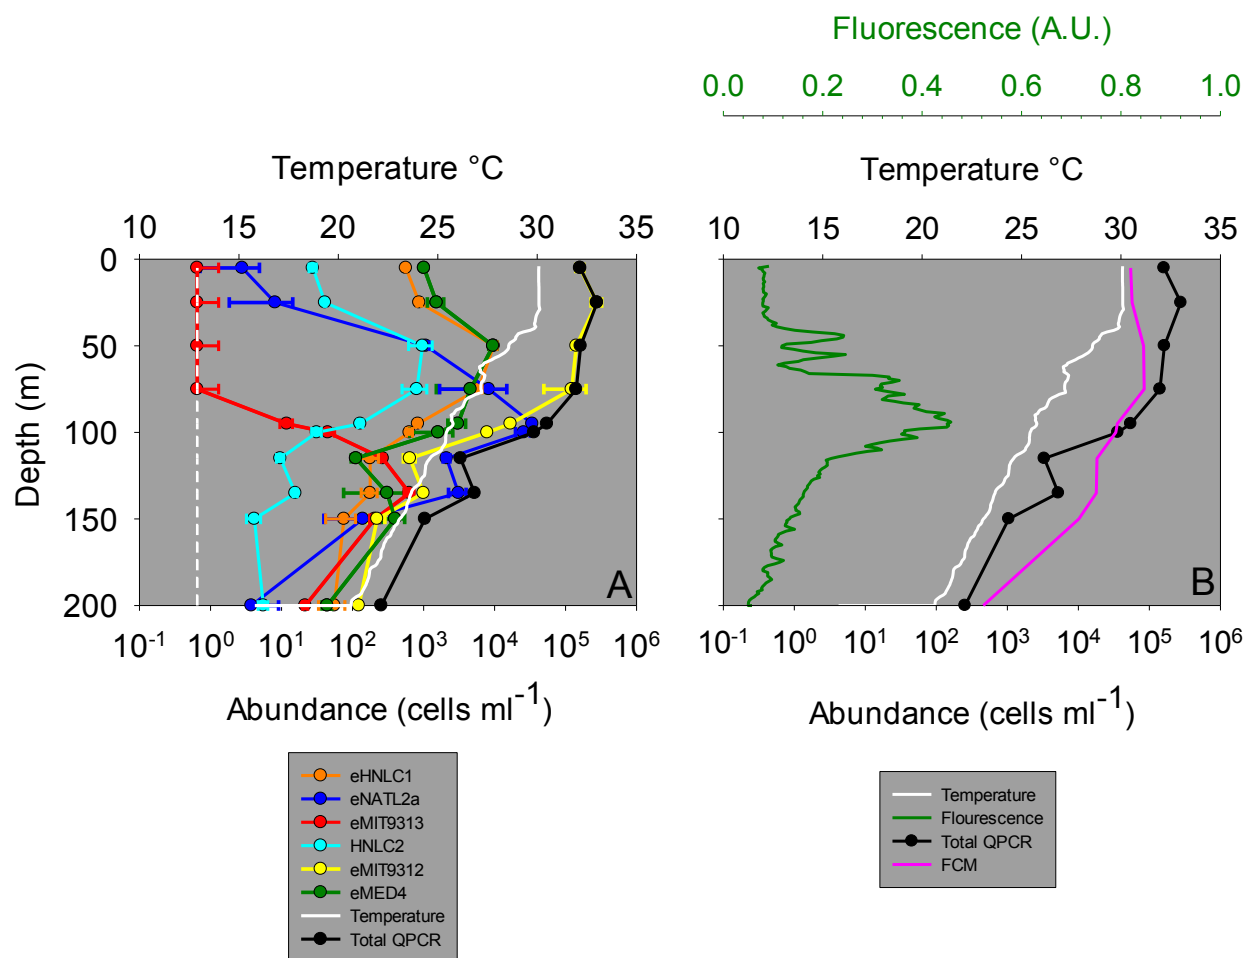 Fluorescence (A.U.)
0.0 0.2 0.4 0.6 0.8 1.0
Temperature °C
Temperature °C
10 15 20 25 30 35
10 15 20 25 30 35
0
50
100
150
200
Depth (m)
A
B
10-1 100 101 102 103 104 105 106
10-1 100 101 102 103 104 105 106
Abundance (cells ml-1)
Abundance (cells ml-1)
eHNLC1
eNATL2a
eMIT9313
HNLC2
eMIT9312
eMED4
Temperature
Total QPCR
Temperature
Flourescence
Total QPCR
FCM